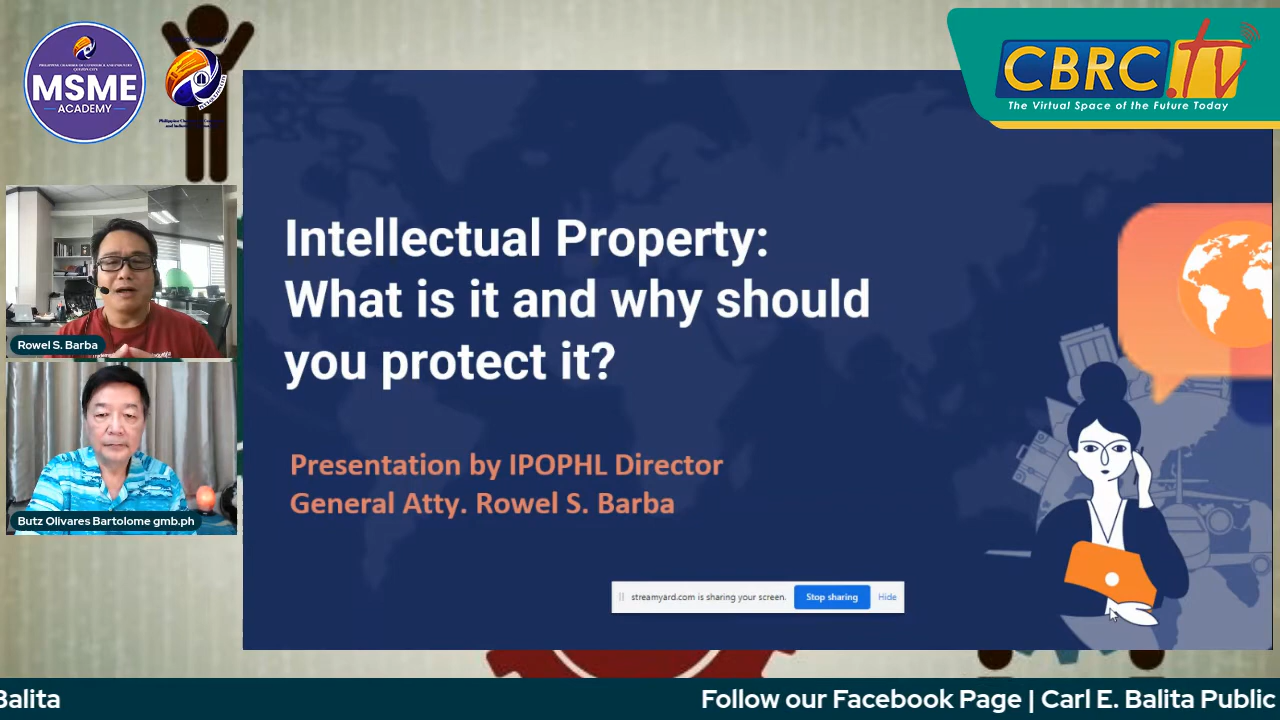 MSME
ACADEMY
CBRC.tv
The Virtual Space of the Future Today
Intellectual Property:
What is it and why should
you protect it?
Presentation by IPOPHL Director
General Atty. Rowel S. Barba
Rowel S. Barba
Butz Olivares Bartolome gmb.ph
streamyard.com is sharing your screen.
Stop sharing
Hide
Balita
Follow our Facebook Page | Carl E. Balita Public